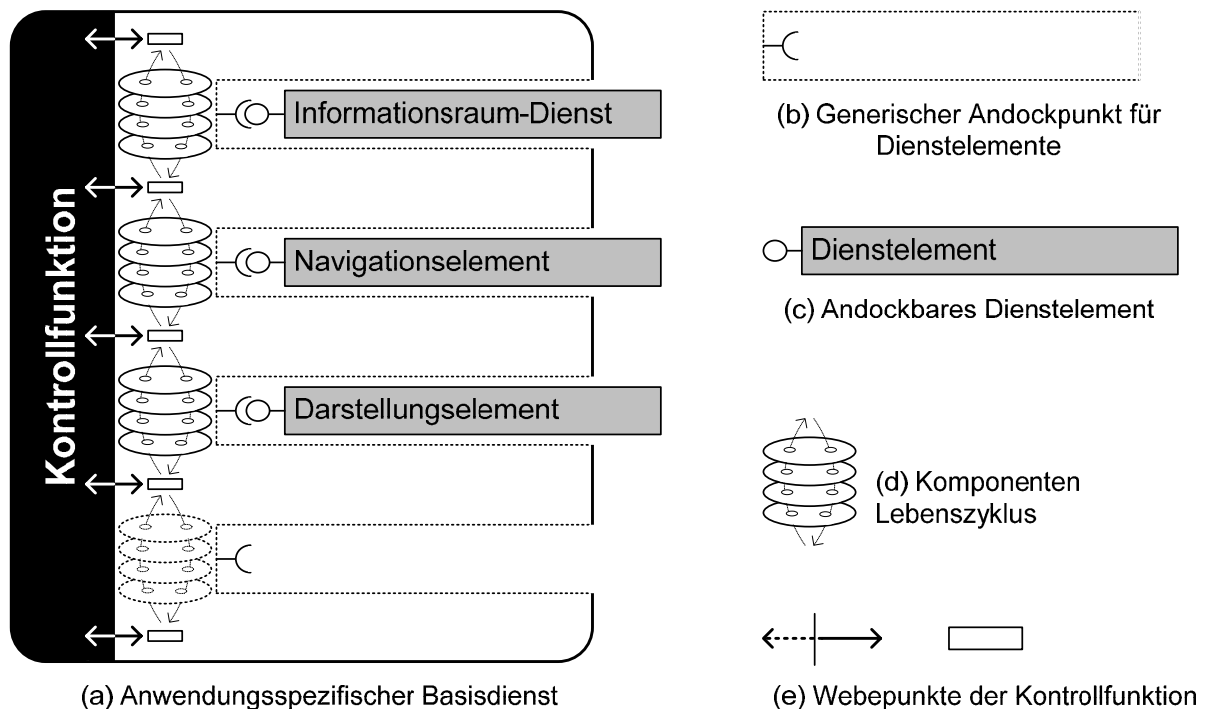 Kontrollfunktion
Informationsraum-Dienst
Navigationselement
Darstellungselement
(a) Anwendungsspezifischer Basisdienst
(b) Generischer Andockpunkt für
Dienstelemente
Dienstelement
(c) Andockbares Dienstelement
(d) Komponenten
Lebenszyklus
(e) Webepunkte der Kontrollfunktion